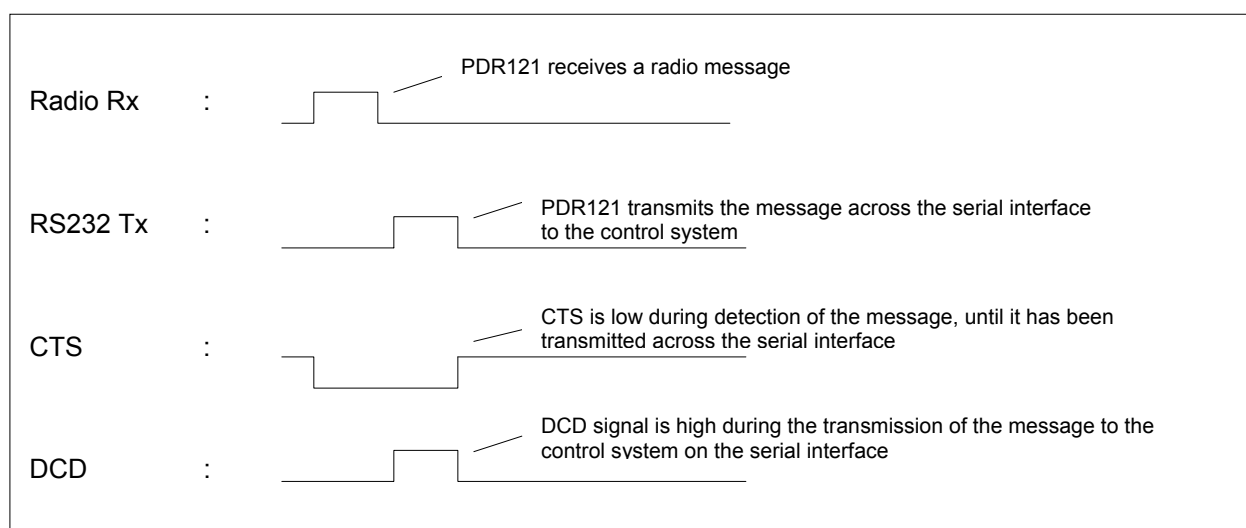 PDR121 receives a radio message
Radio Rx :
PDR121 transmits the message across the serial interface
to the control system
RS232 Tx :
CTS is low during detection of the message, until it has been
transmitted across the serial interface
CTS :
DCD signal is high during the transmission of the message to the
control system on the serial interface
DCD :